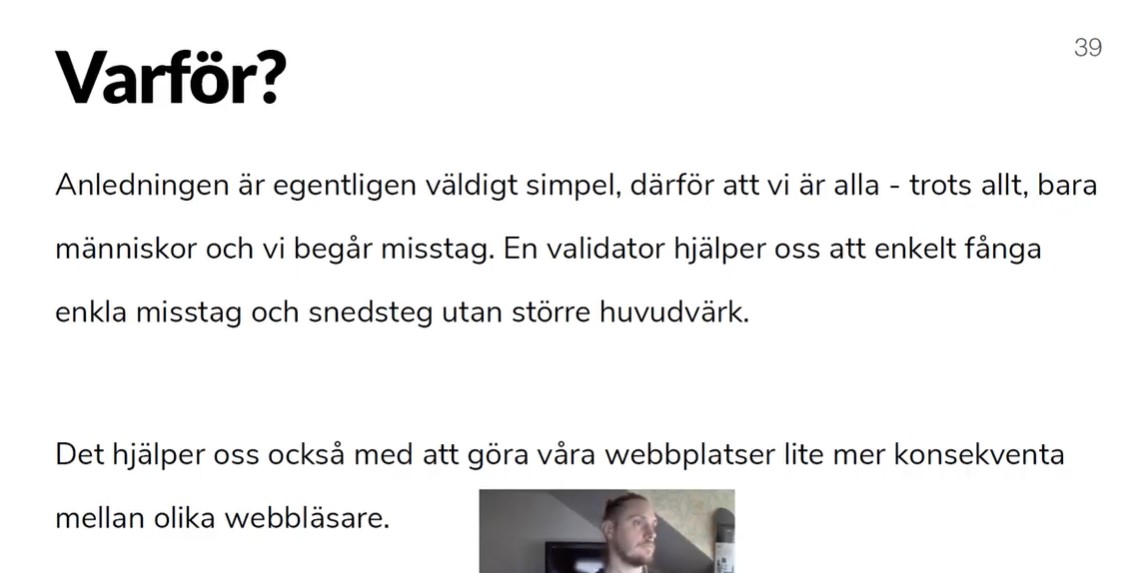 39
Varför?
Anledningen är egentligen väldigt simpel, därför att vi är alla - trots allt, bara
människor och vi begår misstag. En validator hjälper oss att enkelt fånga
enkla misstag och snedsteg utan större huvudvärk.
Det hjälper oss också med att göra våra webbplatser lite mer konsekventa
mellan olika webbläsare.